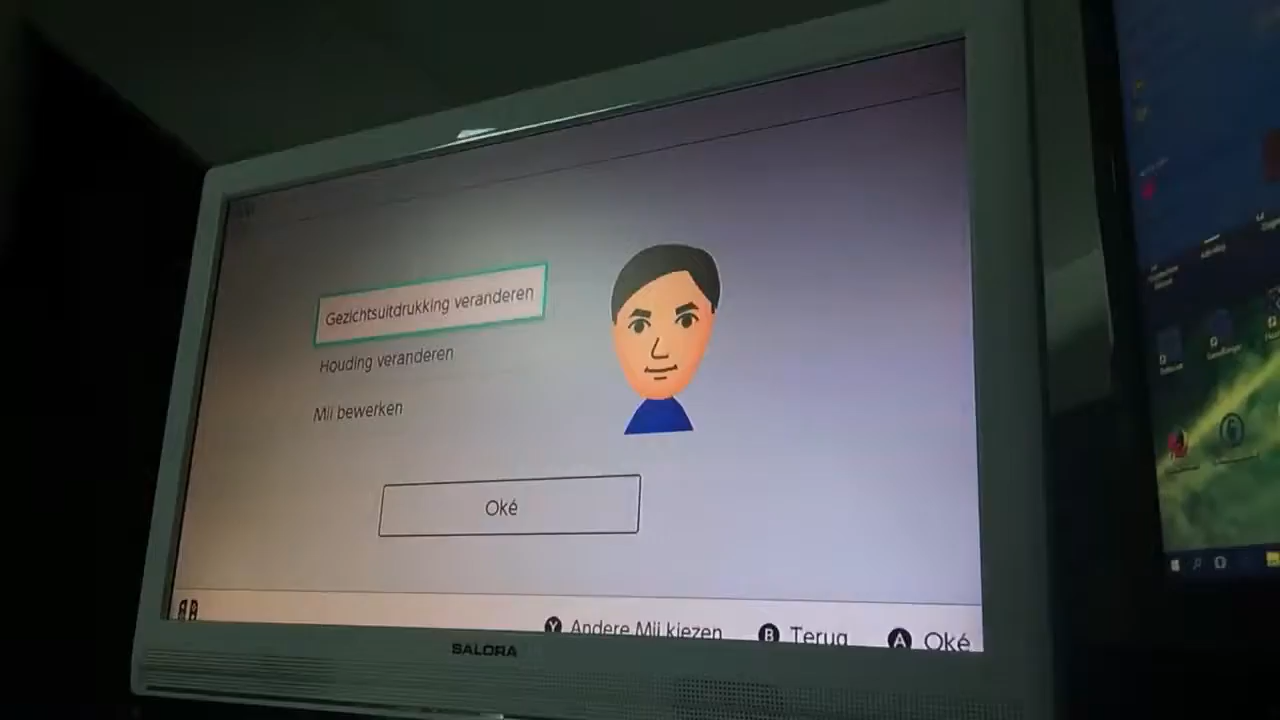 Gezichtsuitdrukking veranderen
Houding veranderen
Mii bewerken
Oké
Y Andere Mii kiezen
B Terug
A Oké
SALORA